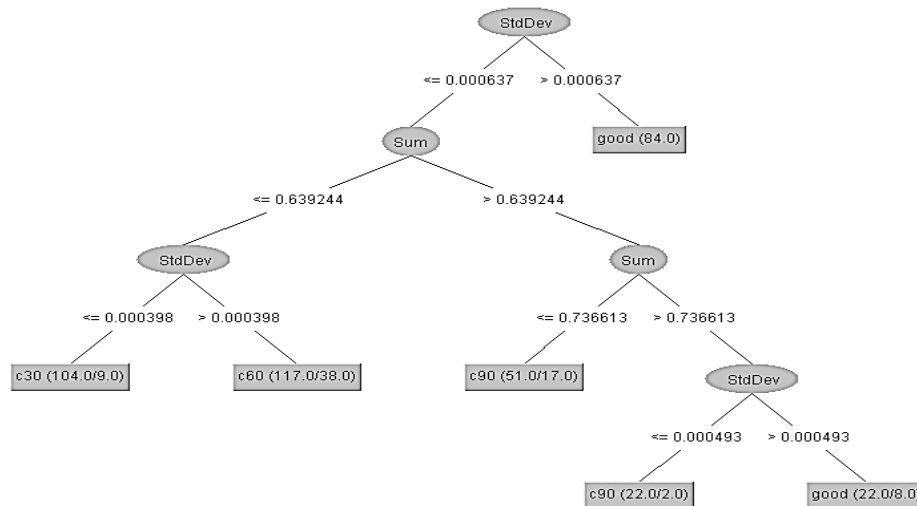 StdDev
<= 0.000637 > 0.000637
Sum
good (84.0)
<= 0.639244 > 0.639244
StdDev
Sum
<= 0.000398 > 0.000398
<= 0.736613 > 0.736613
c30 (104.0/9.0)
c60 (117.0/38.0)
c90 (51.0/17.0)
StdDev
<= 0.000493 > 0.000493
c90 (22.0/2.0)
good (22.0/8.0)